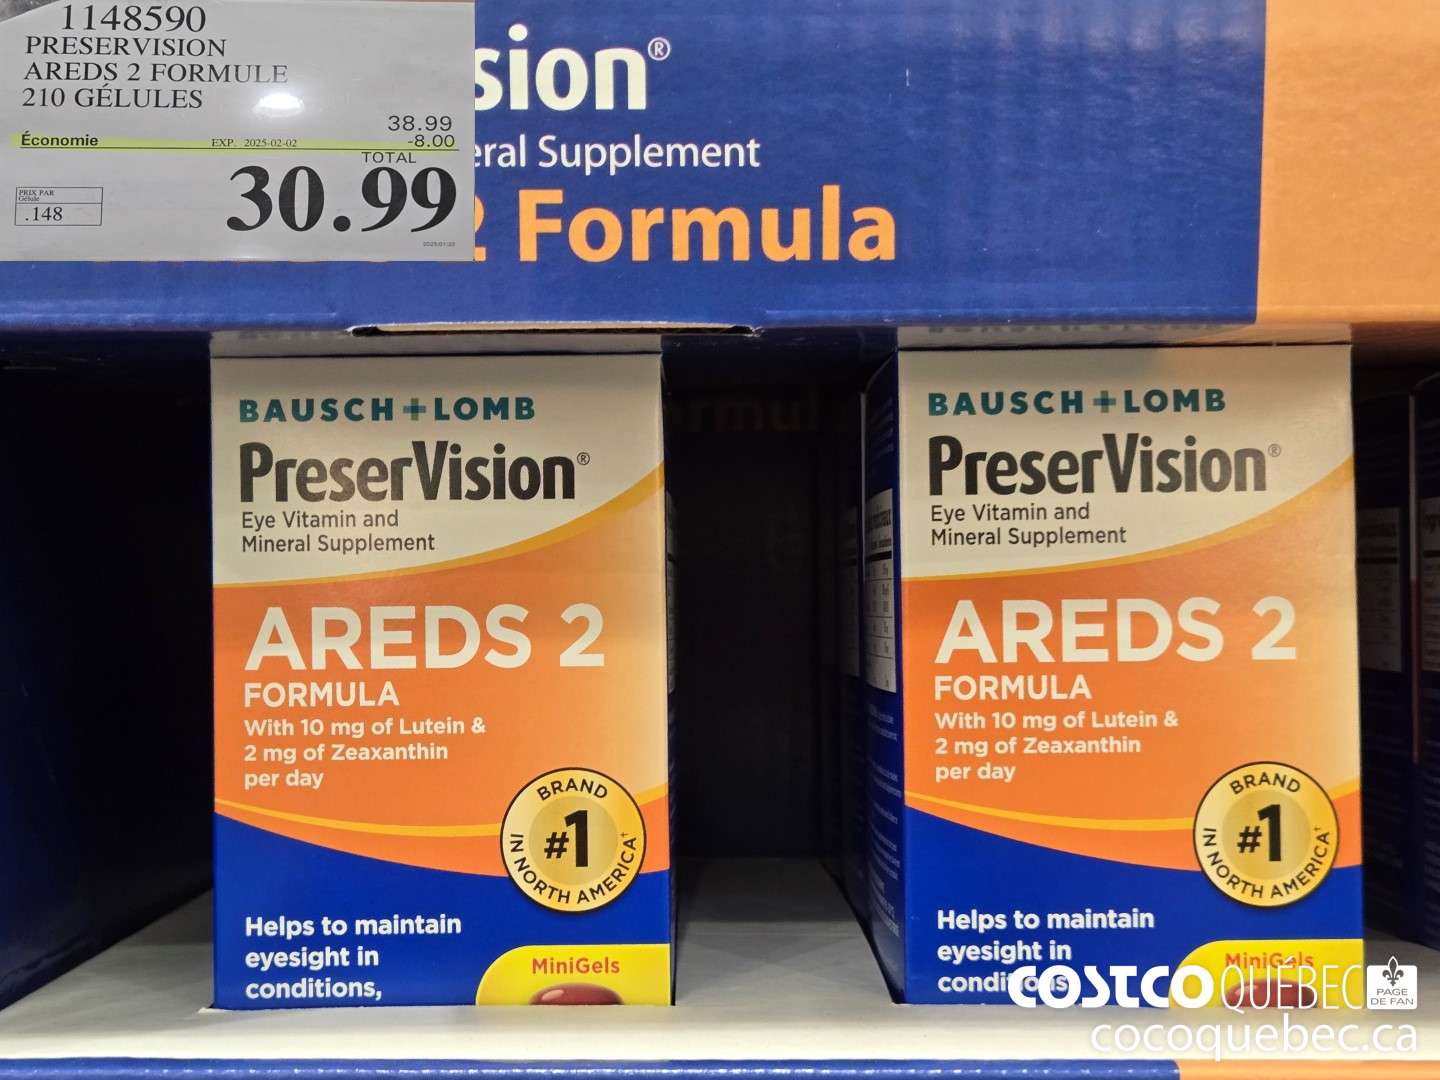 1148590
PRESERVISION
AREDS 2 FORMULE
210 GÉLULES
38.99
Économie EXP. 2025-02-02 -8.00
TOTAL
30.99
PRIX PAR
Gélule
.148
sion®
eral Supplement
2 Formula
BAUSCH + LOMB
PreserVision®
Eye Vitamin and
Mineral Supplement
AREDS 2
FORMULA
With 10 mg of Lutein &
2 mg of Zeaxanthin
per day
BRAND
#1
IN NORTH AMERICA†
Helps to maintain
eyesight in
conditions,
MiniGels
BAUSCH + LOMB
PreserVision®
Eye Vitamin and
Mineral Supplement
AREDS 2
FORMULA
With 10 mg of Lutein &
2 mg of Zeaxanthin
per day
BRAND
#1
IN NORTH AMERICA†
Helps to maintain
eyesight in
conditions,
MiniGels
COSTCO QUÉBEC
PAGE
DE FAN
cocoquebec.ca